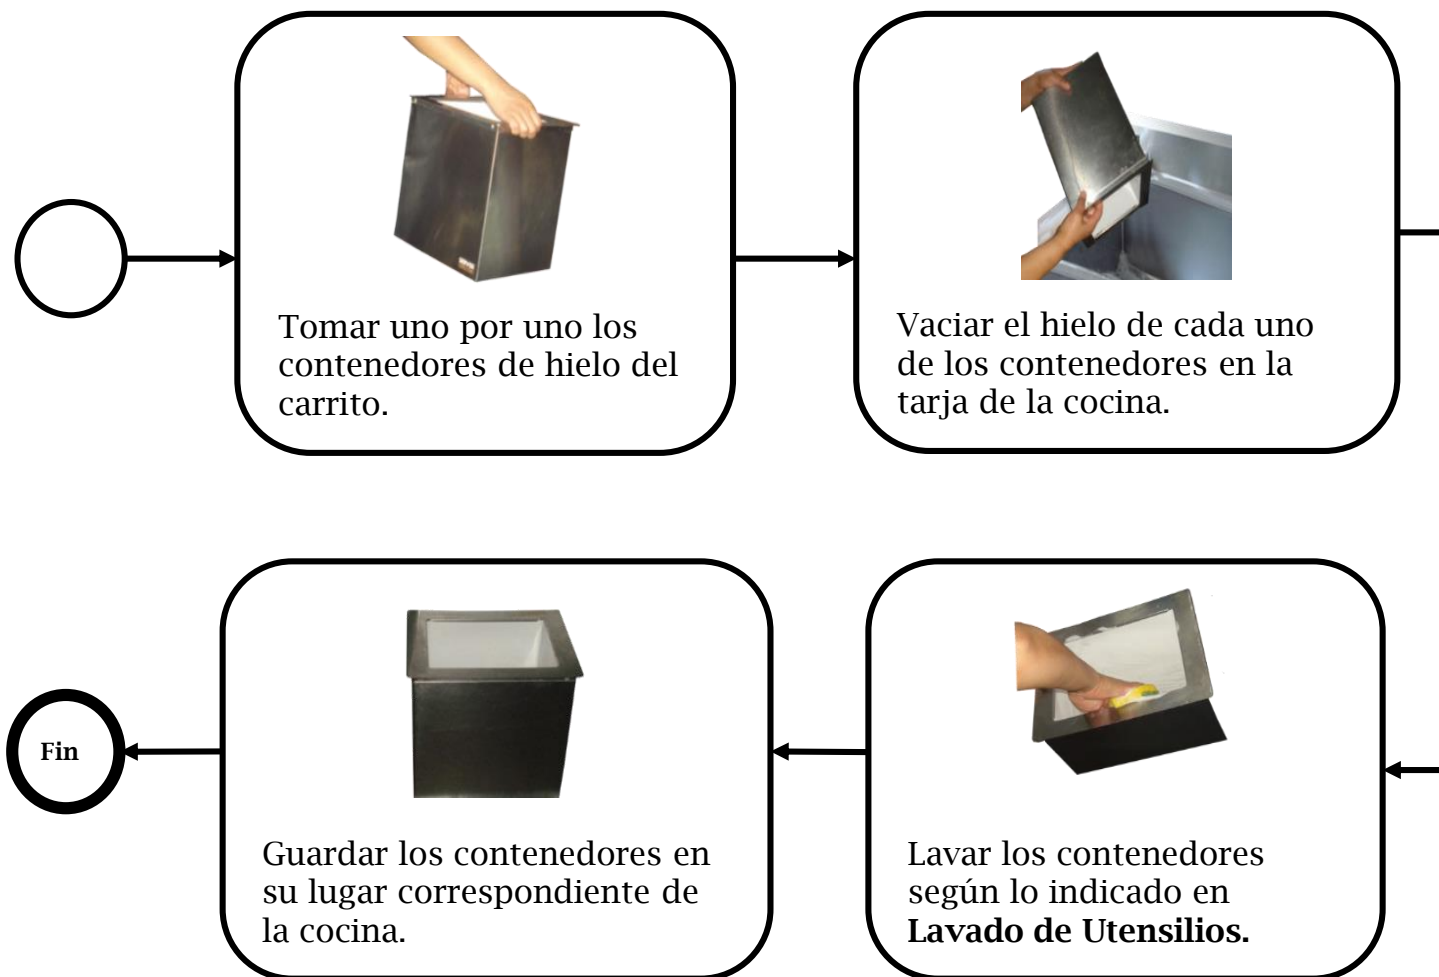 Tomar uno por uno los
contenedores de hielo del
carrito.
Vaciar el hielo de cada uno
de los contenedores en la
tarja de la cocina.
Lavar los contenedores
según lo indicado en
Lavado de Utensilios.
Guardar los contenedores en
su lugar correspondiente de
la cocina.
Fin